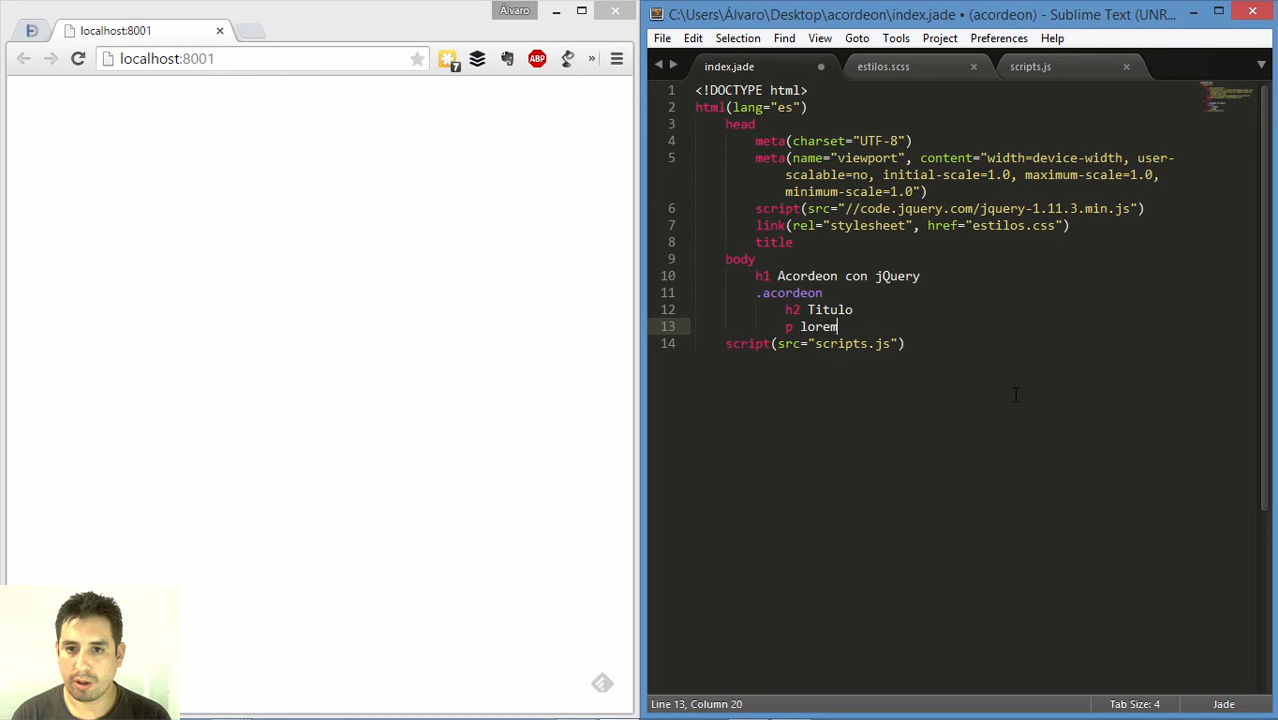 Álvaro
localhost:8001
localhost:8001
7
ABP
»
C:\Users\Álvaro\Desktop\acordeon\index.jade • (acordeon) - Sublime Text (UNR...
File Edit Selection Find View Goto Tools Project Preferences Help
index.jade estilos.scss scripts.js
1 <!DOCTYPE html>
2 html(lang="es")
3 head
4 meta(charset="UTF-8")
5 meta(name="viewport", content="width=device-width, user-
scalable=no, initial-scale=1.0, maximum-scale=1.0,
minimum-scale=1.0")
6 script(src="//code.jquery.com/jquery-1.11.3.min.js")
7 link(rel="stylesheet", href="estilos.css")
8 title
9 body
10 h1 Acordeon con jQuery
11 .acordeon
12 h2 Titulo
13 p lorem
14 script(src="scripts.js")
Line 13, Column 20 Tab Size: 4 Jade